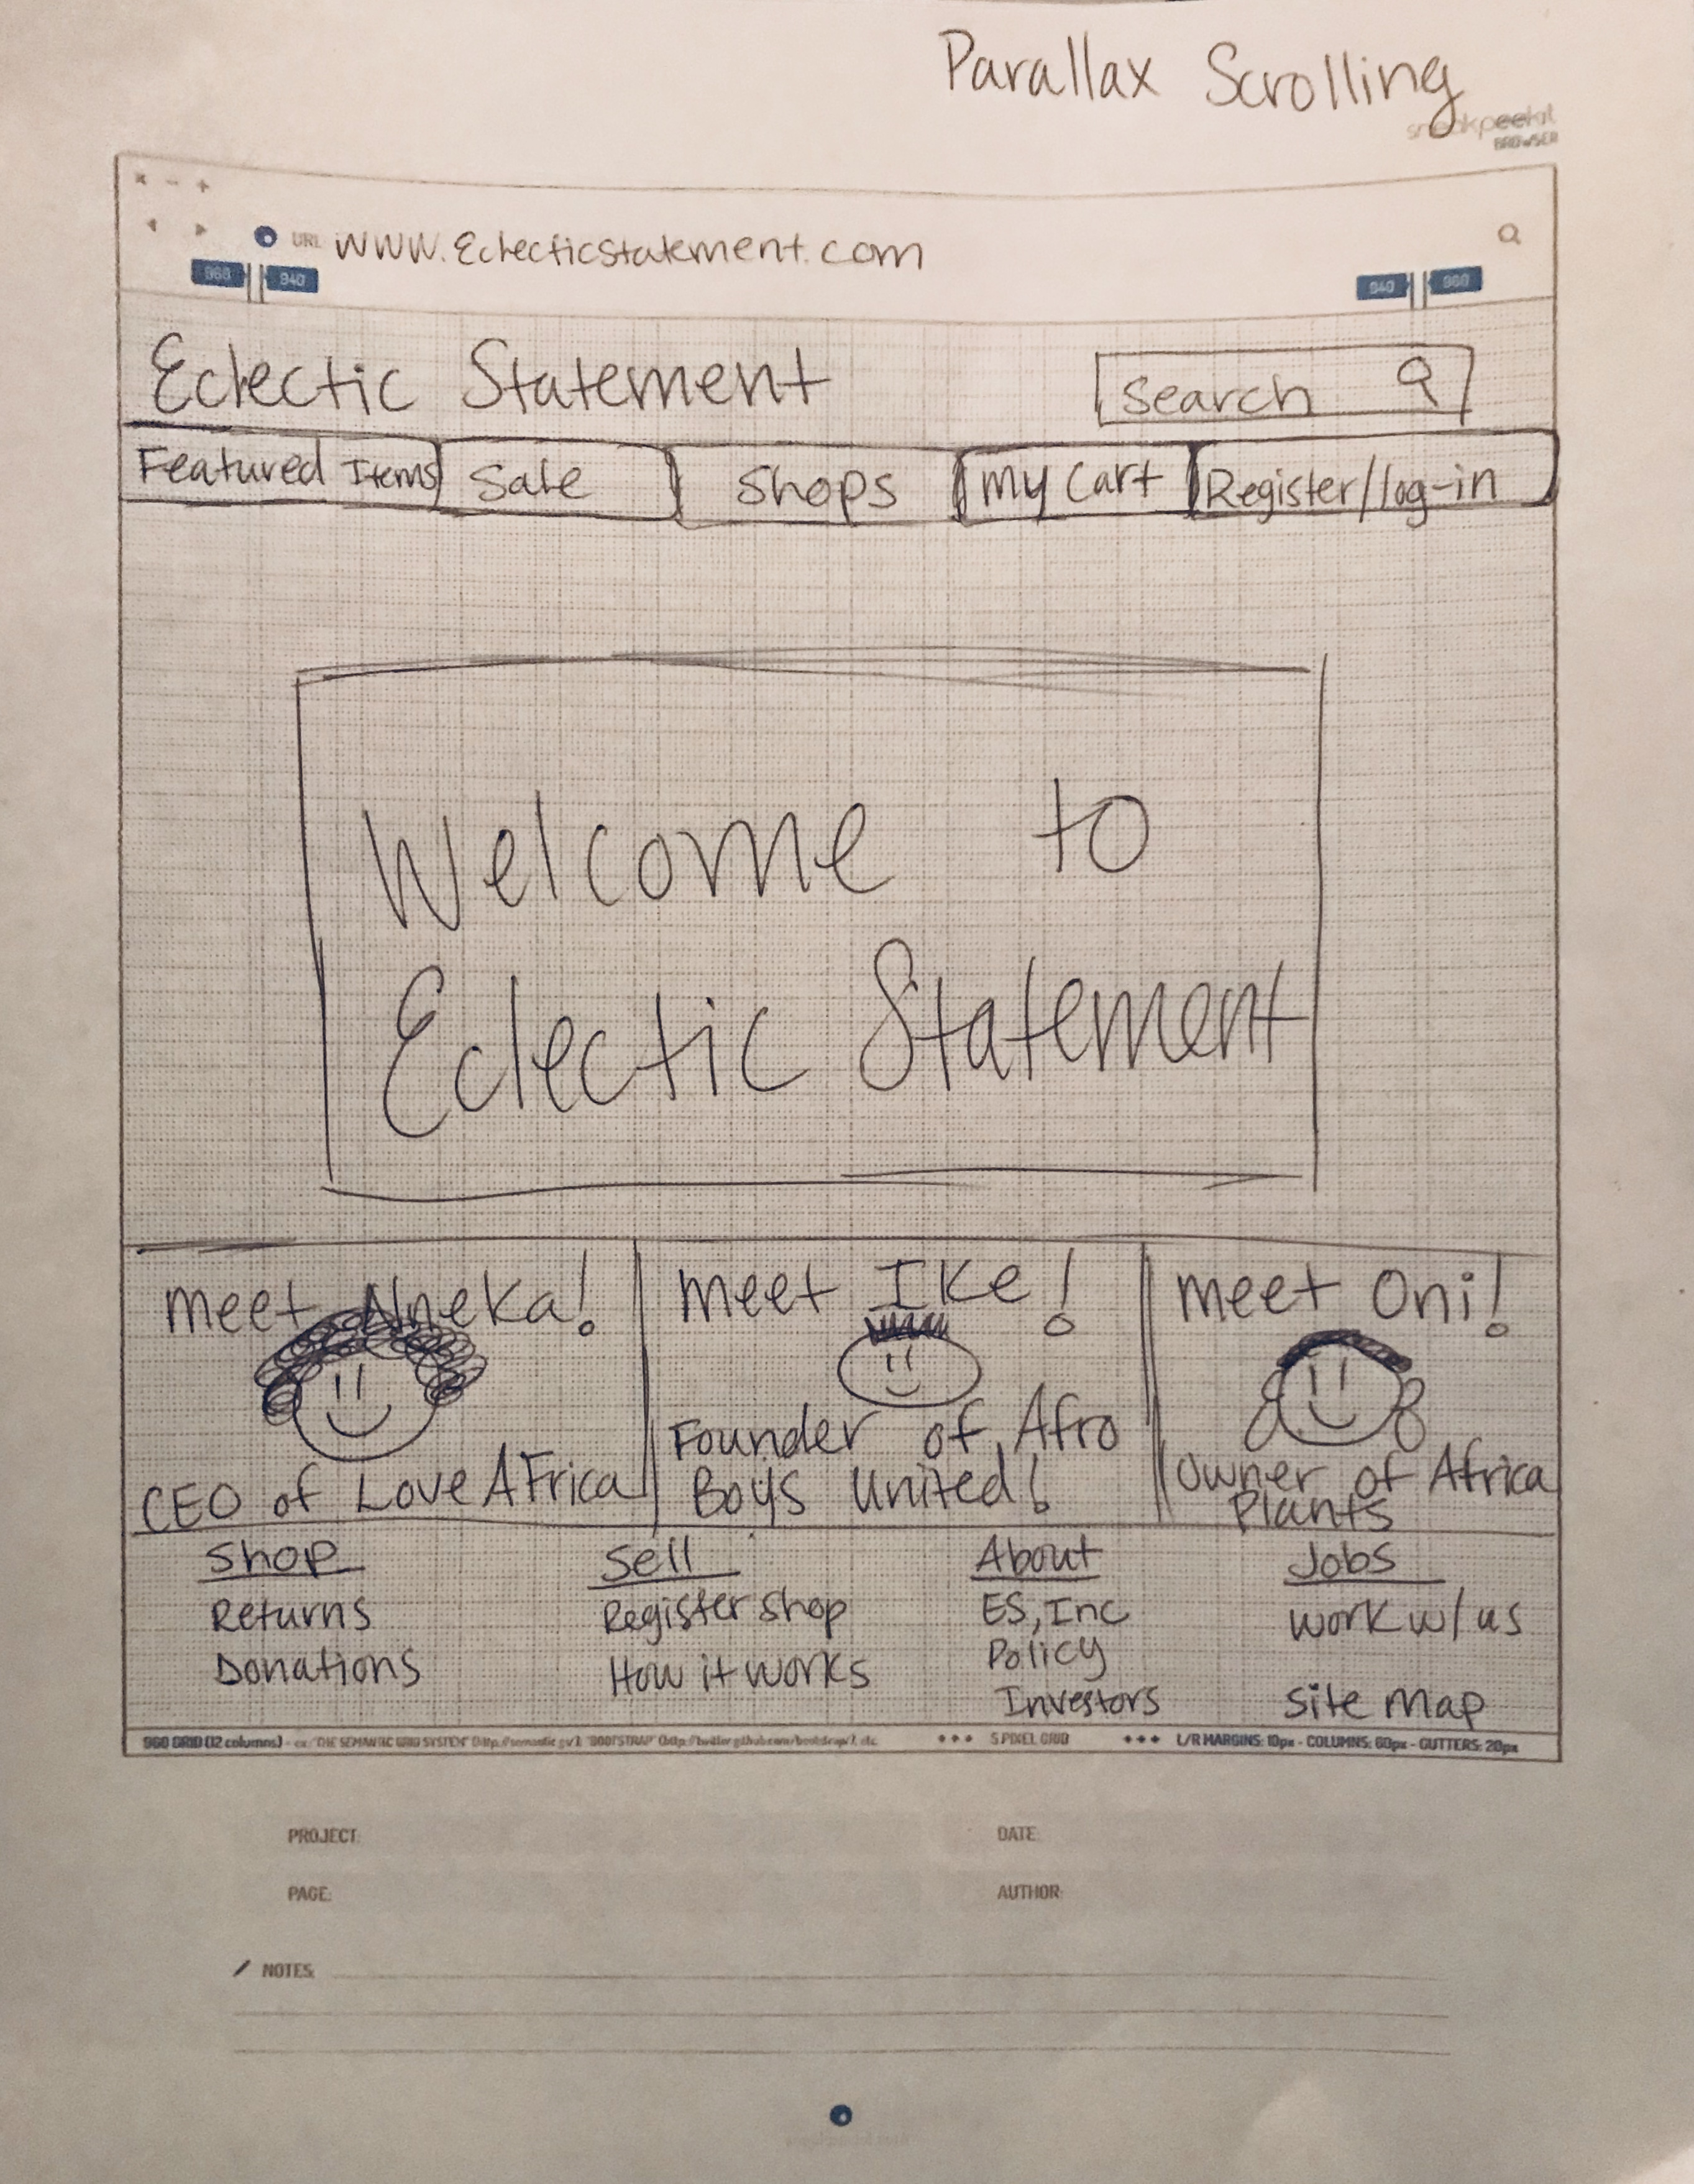 Parallax Scrolling
sneakpeekit
BROWSER
URL: www.Eclecticstatement.com
960 940 940 960
Eclectic Statement
Search
Featured Items Sale Shops My Cart Register/log-in
Welcome to
Eclectic Statement
meet Nneka! meet Ike! meet Oni!
CEO of Love Africa Founder of Afro Boys United! Owner of Africa Plants
Shop Sell About Jobs
Returns Register Shop ES, Inc work w/ us
Donations How it works Policy
Investors Site Map
960 GRID (12 columns) - ex: "THE SEMANTIC GRID SYSTEM" (http://semantic.gs/), "BOOTSTRAP" (http://twitter.github.com/bootstrap/), etc. 5 PIXEL GRID L/R MARGINS: 10px - COLUMNS: 60px - GUTTERS: 20px
PROJECT: DATE:
PAGE: AUTHOR:
NOTES: